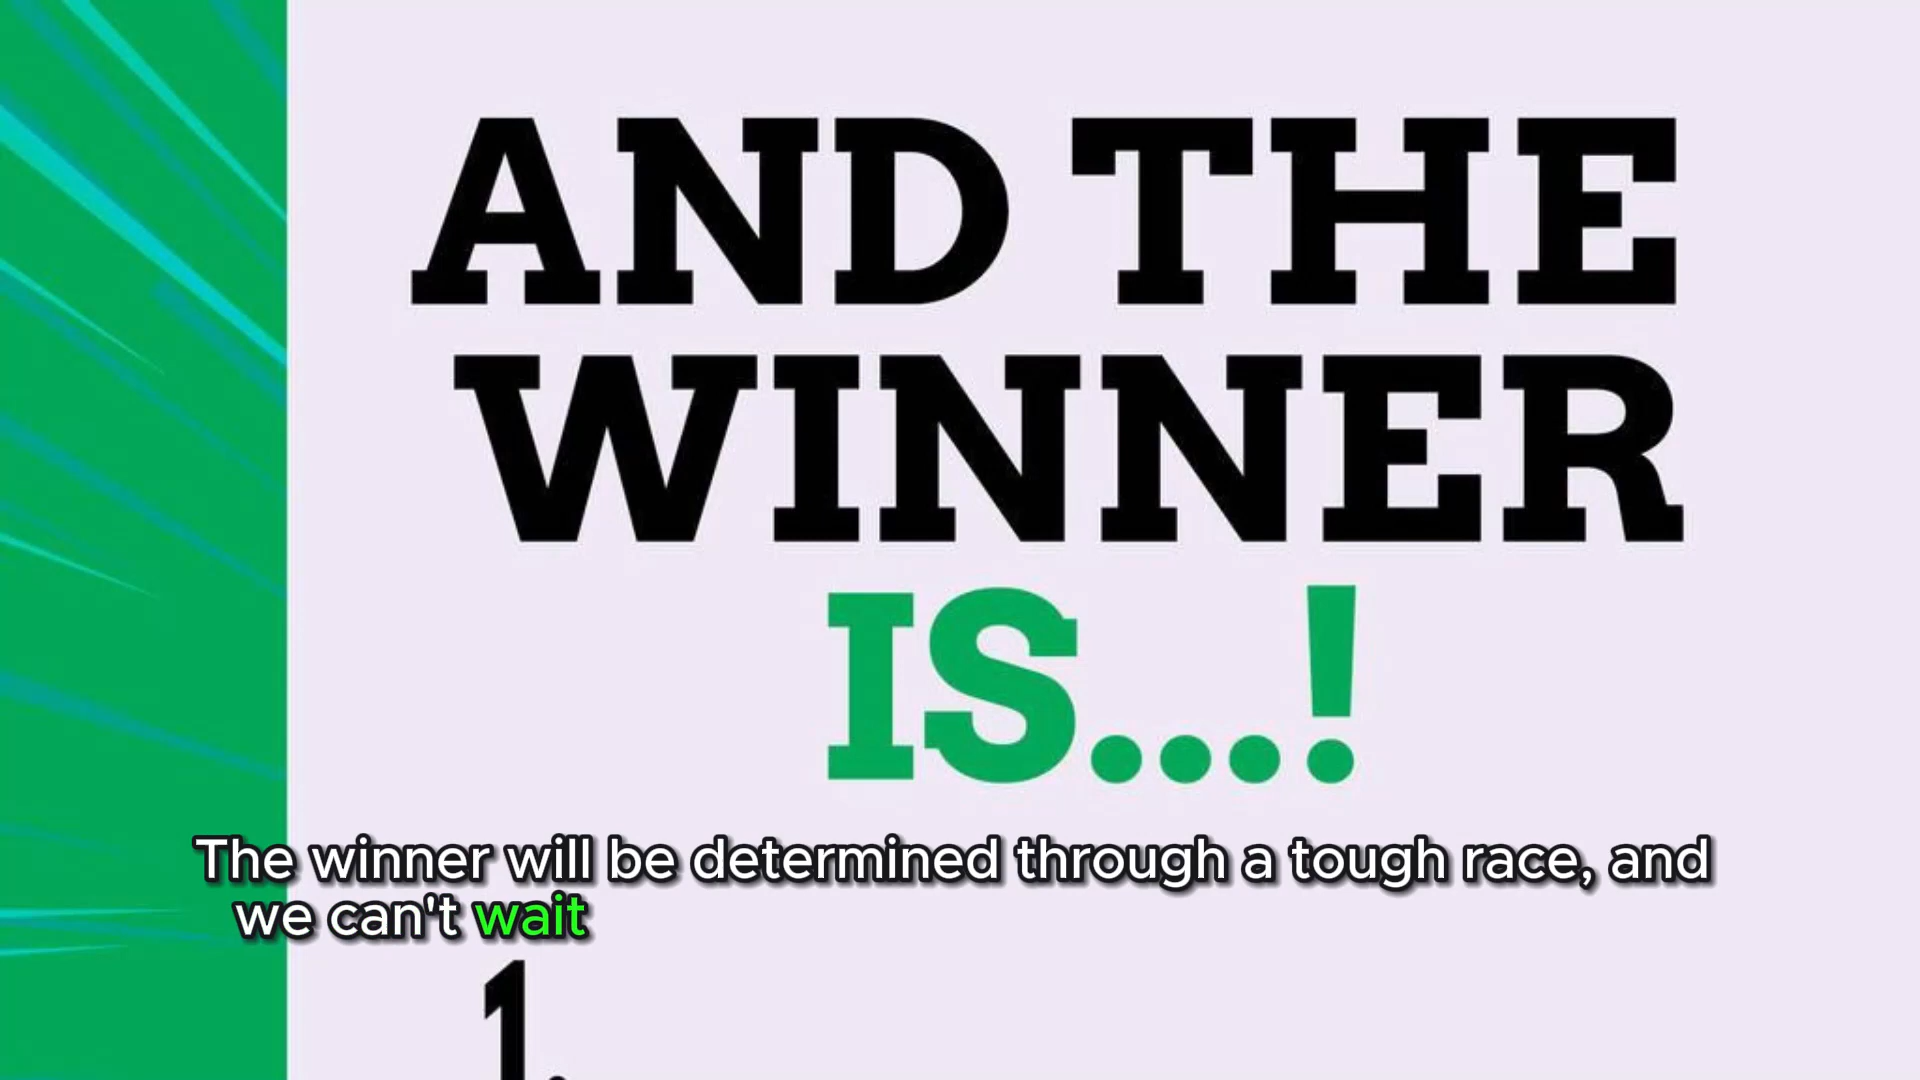 AND THE
WINNER
IS...!
The winner will be determined through a tough race, and
we can't wait
1.